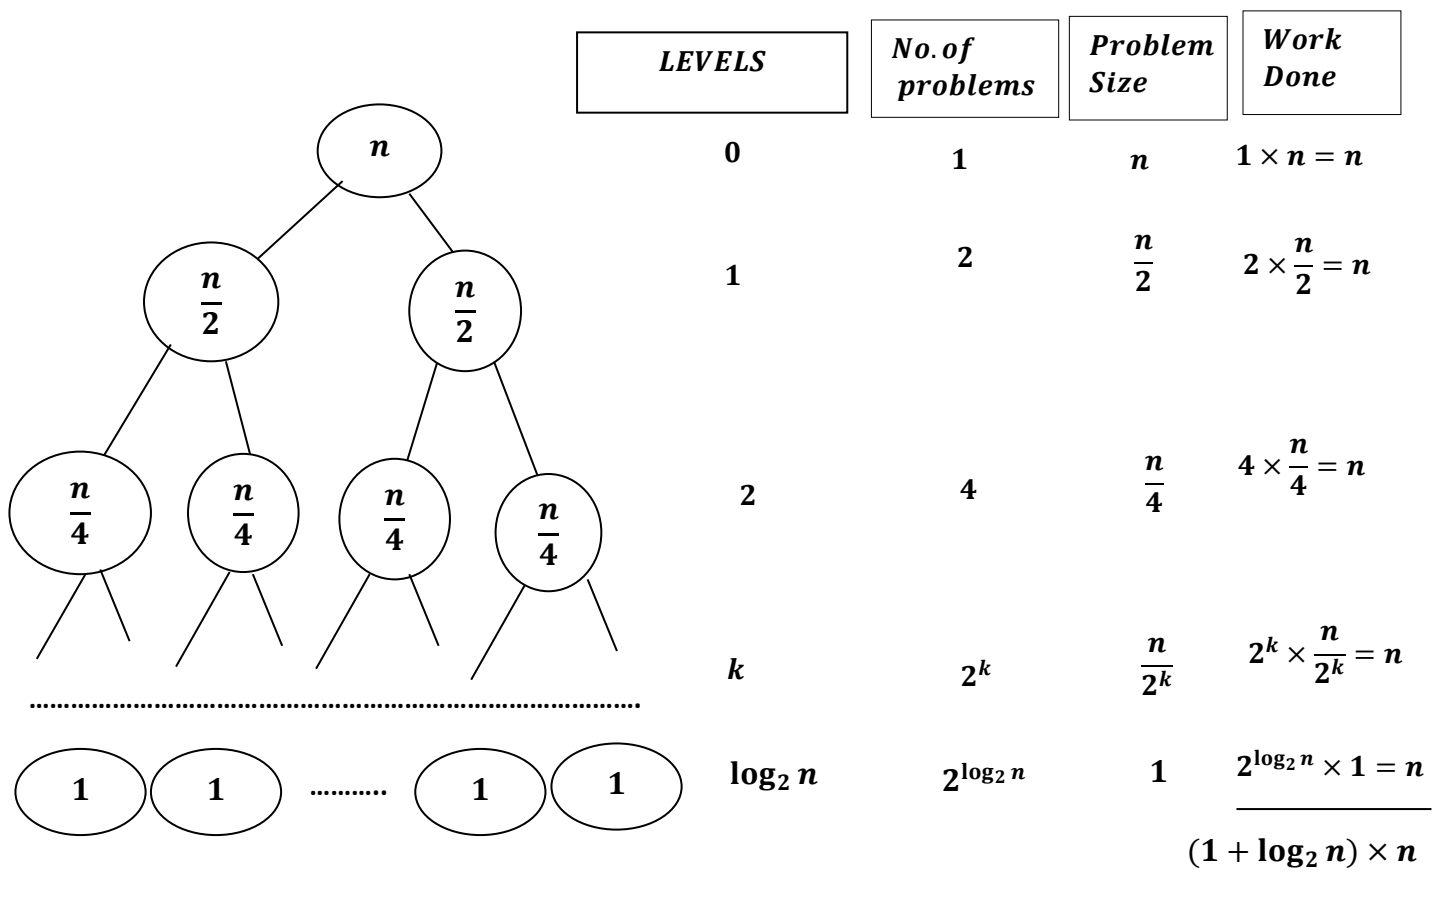 LEVELS
No. of
problems
Problem
Size
Work
Done
n
0
1
n
1 × n = n
n/2
n/2
1
2
n/2
2 × n/2 = n
n/4
n/4
n/4
n/4
2
4
n/4
4 × n/4 = n
k
2^k
n/2^k
2^k × n/2^k = n
................................................................................
1
1
...........
1
1
log₂ n
2^(log₂ n)
1
2^(log₂ n) × 1 = n
(1 + log₂ n) × n